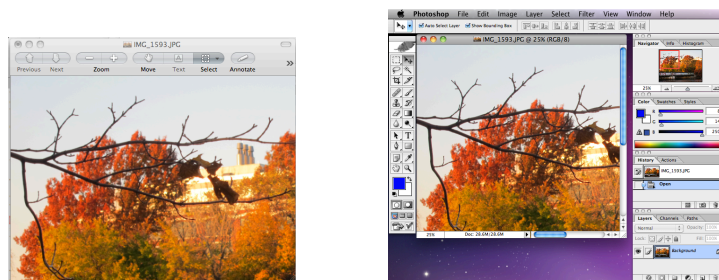 IMG_1593.JPG
Previous Next Zoom Move Text Select Annotate
Photoshop File Edit Image Layer Select Filter View Window Help
Auto Select Layer Show Bounding Box
IMG_1593.JPG @ 25% (RGB/8)
Navigator Info Histogram
25%
Color Swatches Styles
R
G
B
History Actions
IMG_1593.JPG
Open
Layers Channels Paths
Normal Opacity:
Lock: Fill:
Background
25% Doc: 28.6M/28.6M